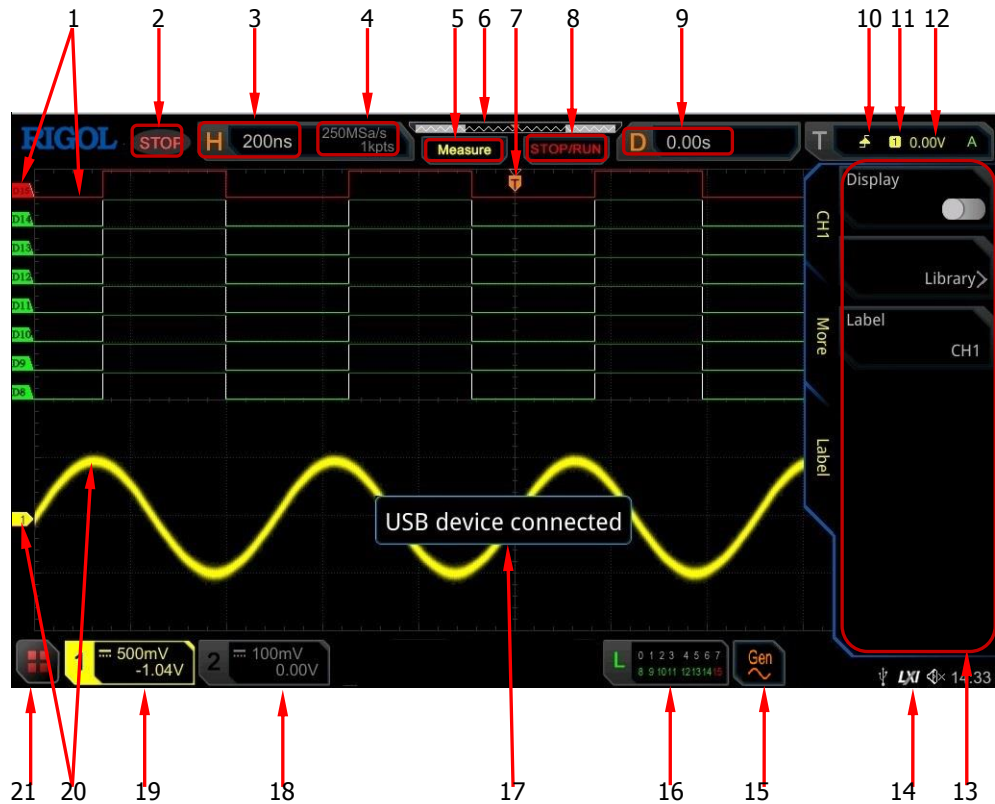 1 2 3 4 5 6 7 8 9 10 11 12
RIGOL STOP H 200ns 250MSa/s 1kpts Measure STOP/RUN D 0.00s T 1 0.00V A
T
D15
D14
D13
D12
D11
D10
D9
D8
1
CH1
More
Label
Display
Library>
Label
CH1
USB device connected
1 500mV -1.04V
2 100mV 0.00V
L 0 1 2 3 4 5 6 7
8 9 10 11 12 13 14 15
Gen
LXI 14:33
21 20 19 18 17 16 15 14 13